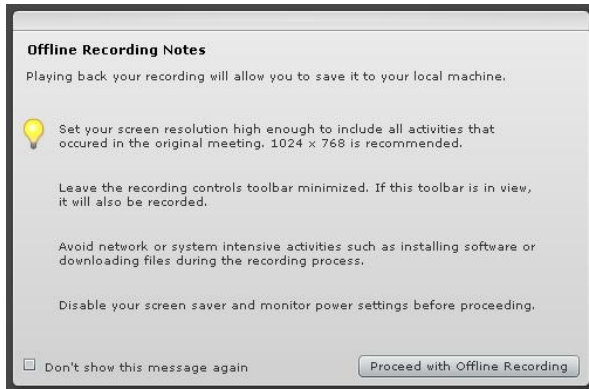 Offline Recording Notes
Playing back your recording will allow you to save it to your local machine.
Set your screen resolution high enough to include all activities that
occured in the original meeting. 1024 x 768 is recommended.
Leave the recording controls toolbar minimized. If this toolbar is in view,
it will also be recorded.
Avoid network or system intensive activities such as installing software or
downloading files during the recording process.
Disable your screen saver and monitor power settings before proceeding.
Don't show this message again
Proceed with Offline Recording